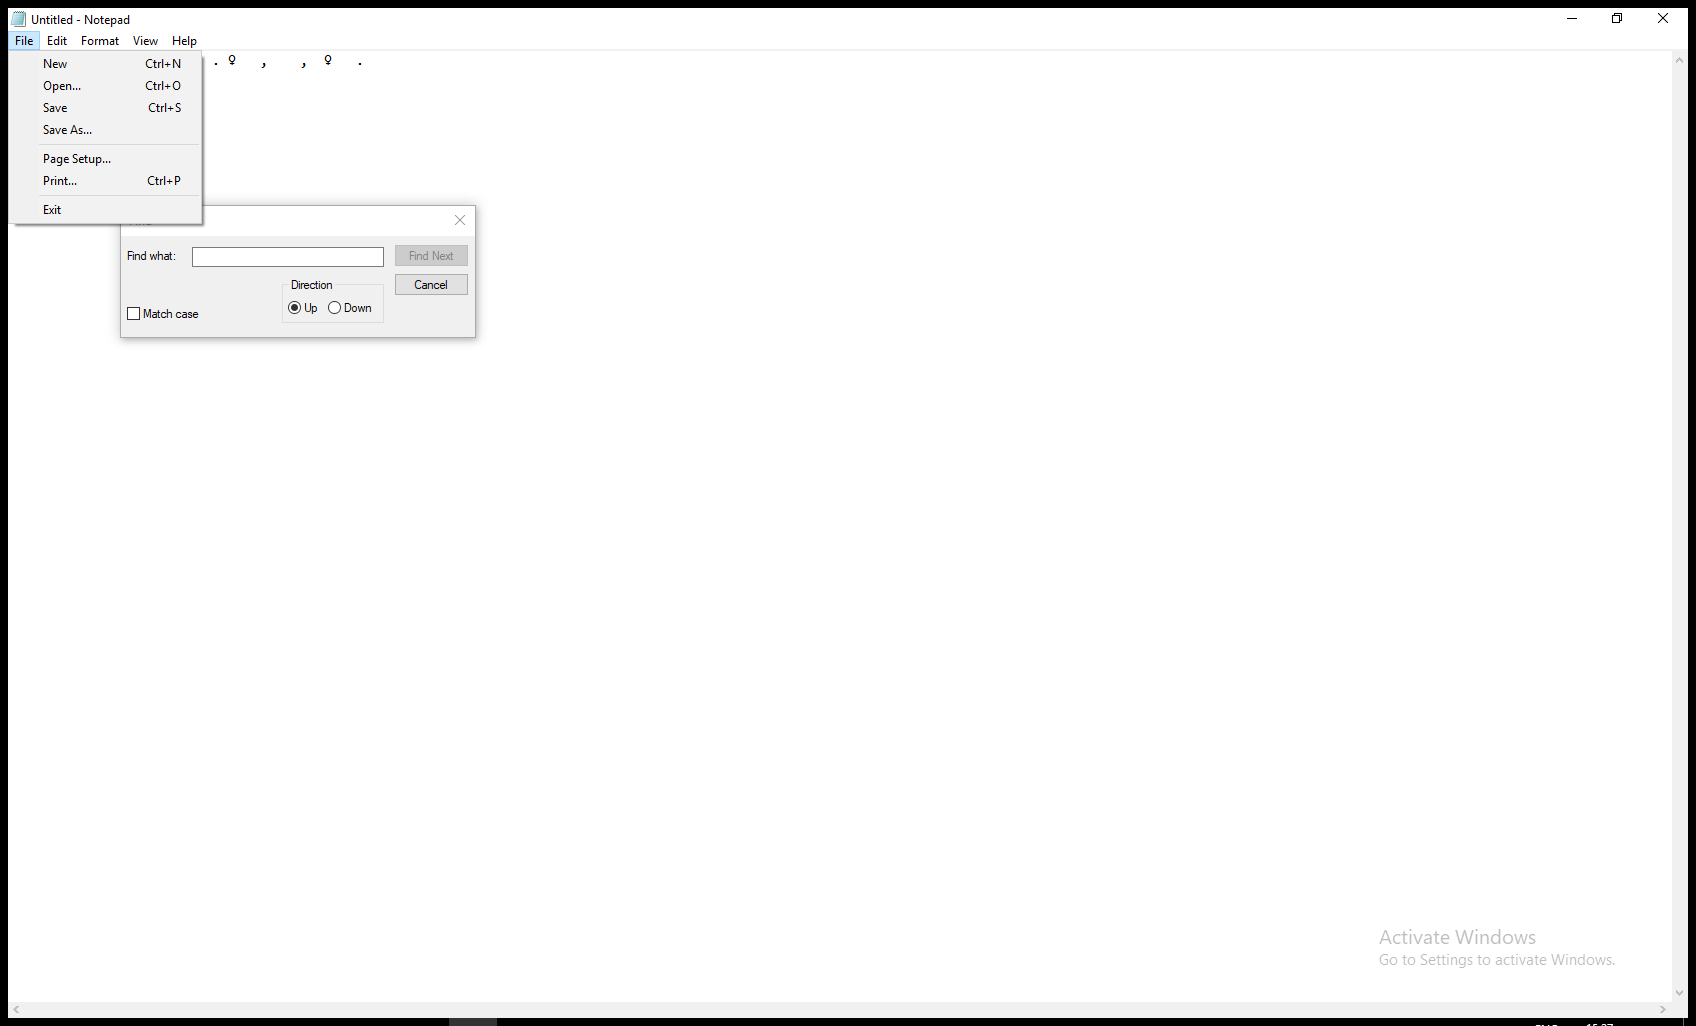 Untitled - Notepad
File Edit Format View Help
. ♀ , , ♀ .
New Ctrl+N
Open... Ctrl+O
Save Ctrl+S
Save As...
Page Setup...
Print... Ctrl+P
Exit
Find what:
Find Next
Direction
Cancel
Up Down
Match case
Activate Windows
Go to Settings to activate Windows.